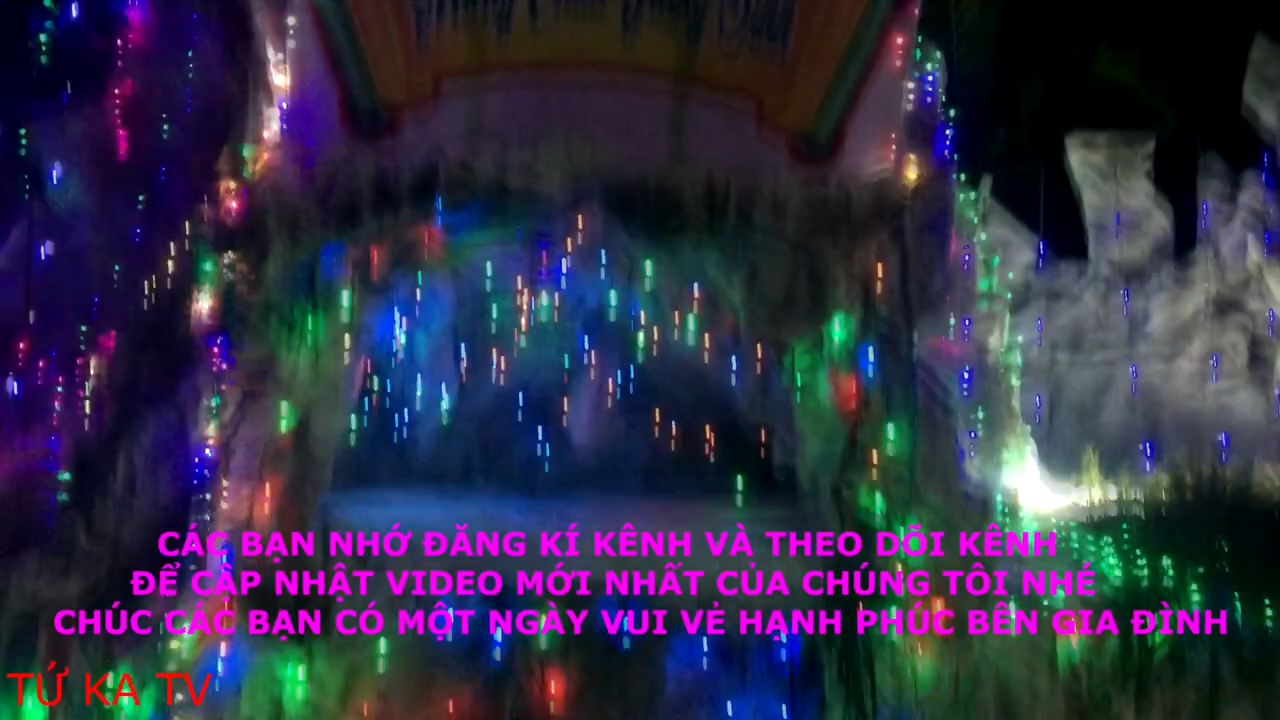 CÁC BẠN NHỚ ĐĂNG KÍ KÊNH VÀ THEO DÕI KÊNH
ĐỂ CẬP NHẬT VIDEO MỚI NHẤT CỦA CHÚNG TÔI NHÉ
CHÚC CÁC BẠN CÓ MỘT NGÀY VUI VẺ HẠNH PHÚC BÊN GIA ĐÌNH
TỨ KA TV